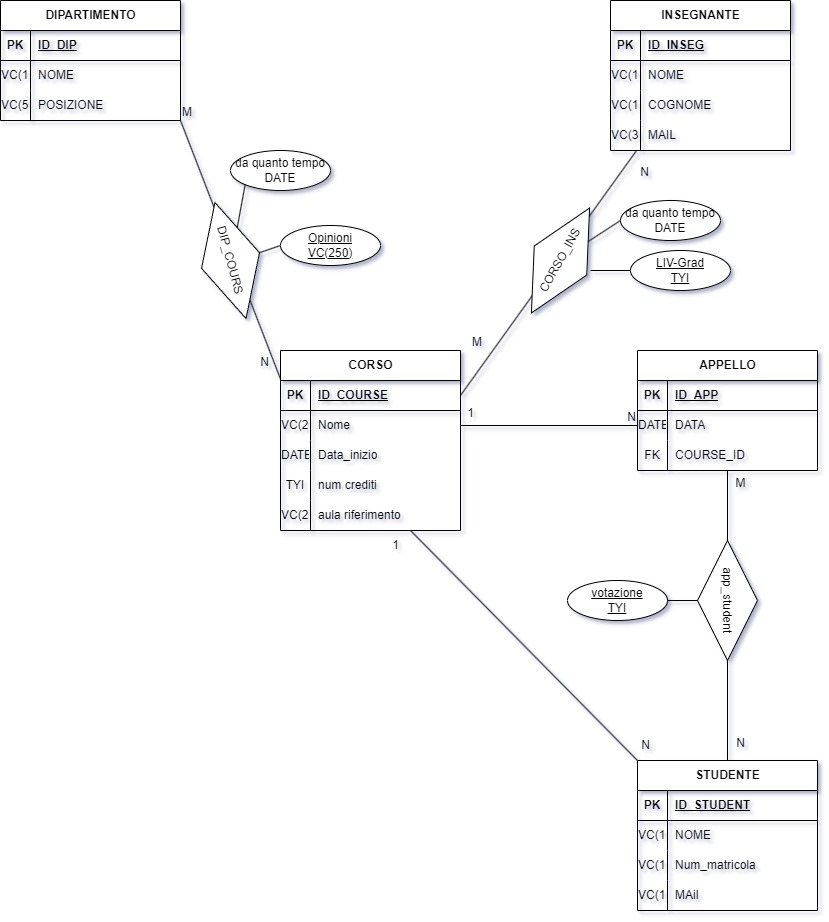 DIPARTIMENTO
PK ID_DIP
VC(1 NOME
VC(5 POSIZIONE
M
da quanto tempo
DATE
DIP_COURS
Opinioni
VC(250)
N
INSEGNANTE
PK ID_INSEG
VC(1 NOME
VC(1 COGNOME
VC(3 MAIL
N
da quanto tempo
DATE
CORSO_INS
LIV-Grad
TYI
M
CORSO
PK ID_COURSE
VC(2 Nome
DATE Data_inizio
TYI num crediti
VC(2 aula riferimento
1
N
1
APPELLO
PK ID_APP
DATE DATA
FK COURSE_ID
M
votazione
TYI
app_student
N
N
STUDENTE
PK ID_STUDENT
VC(1 NOME
VC(1 Num_matricola
VC(1 MAil